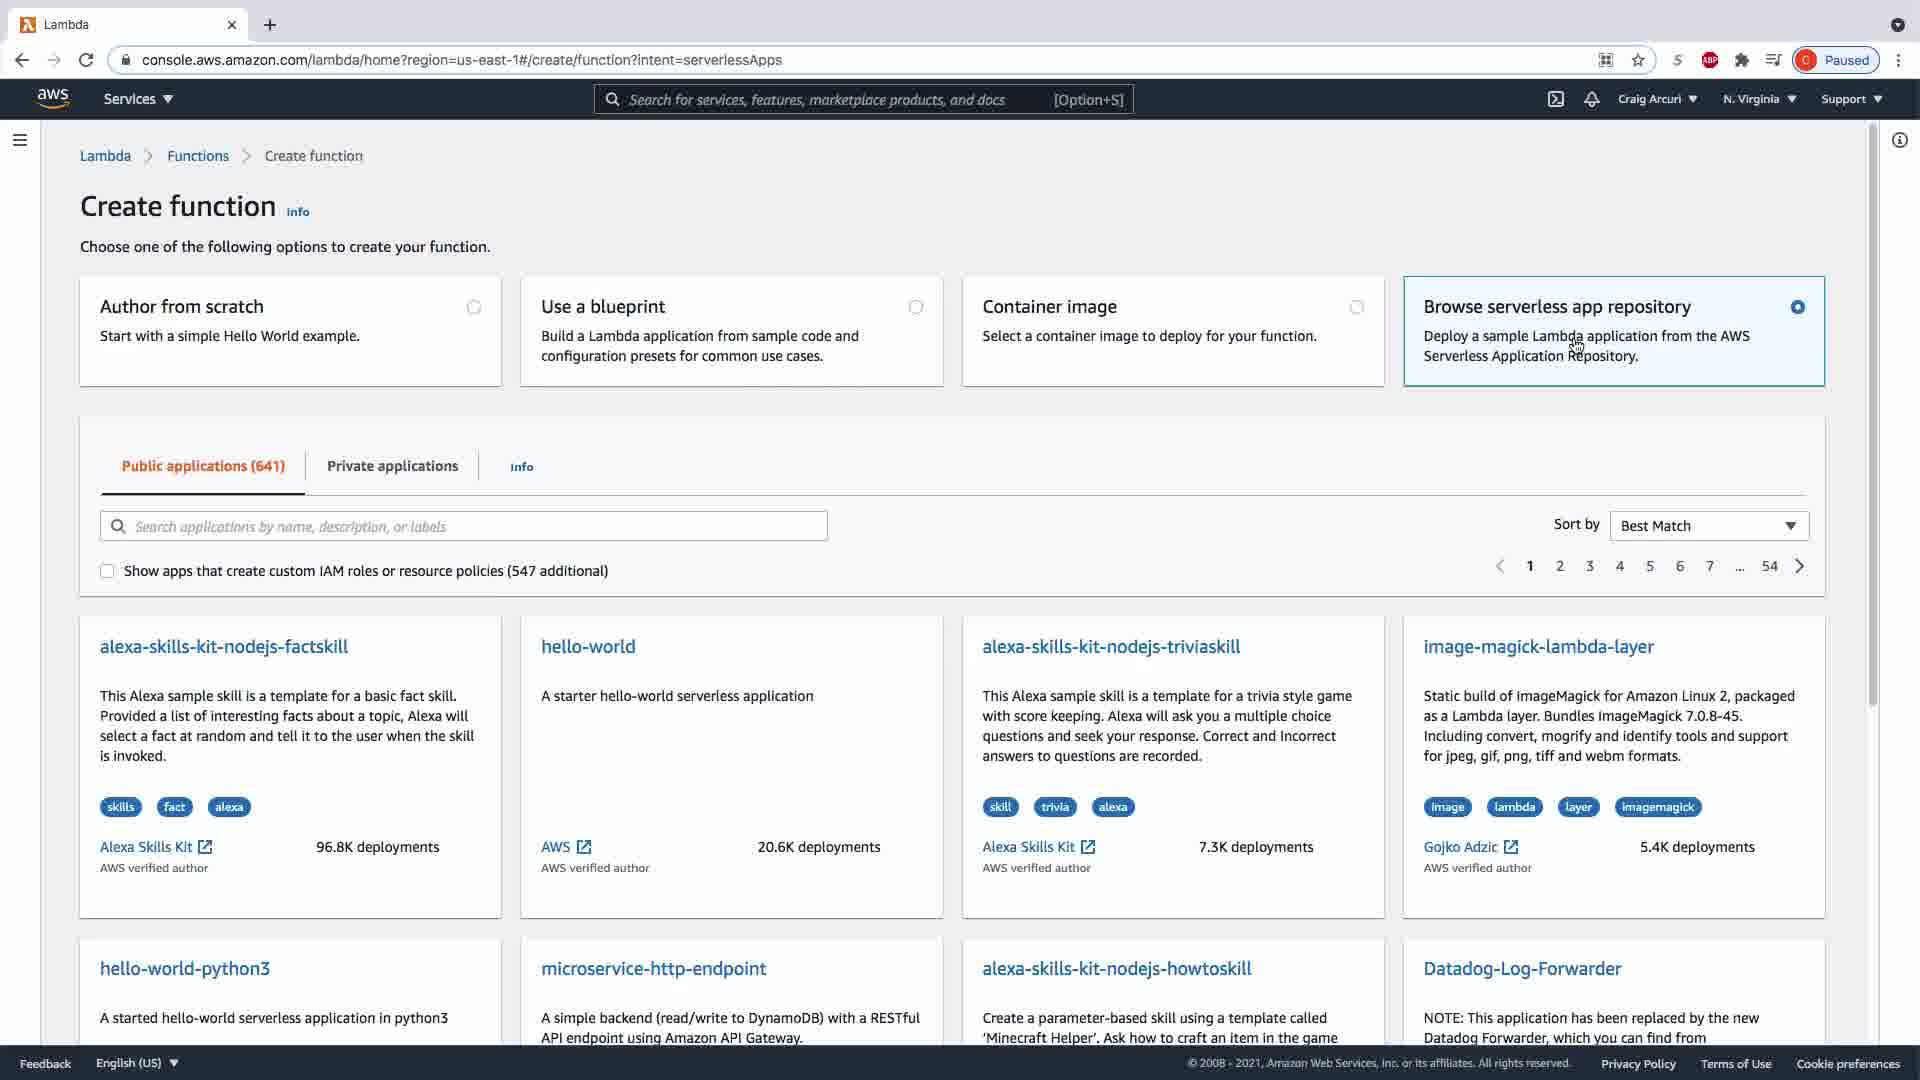 Lambda
console.aws.amazon.com/lambda/home?region=us-east-1#/create/function?intent=serverlessApps
S
ABP
C
Paused
aws
Services
Search for services, features, marketplace products, and docs
[Option+S]
Craig Arcuri
N. Virginia
Support
Lambda
Functions
Create function
Create function
Info
Choose one of the following options to create your function.
Author from scratch
Start with a simple Hello World example.
Use a blueprint
Build a Lambda application from sample code and
configuration presets for common use cases.
Container image
Select a container image to deploy for your function.
Browse serverless app repository
Deploy a sample Lambda application from the AWS
Serverless Application Repository.
Public applications (641)
Private applications
Info
Search applications by name, description, or labels
Sort by
Best Match
Show apps that create custom IAM roles or resource policies (547 additional)
1 2 3 4 5 6 7 ... 54
alexa-skills-kit-nodejs-factskill
This Alexa sample skill is a template for a basic fact skill.
Provided a list of interesting facts about a topic, Alexa will
select a fact at random and tell it to the user when the skill
is invoked.
skills fact alexa
Alexa Skills Kit
96.8K deployments
AWS verified author
hello-world
A starter hello-world serverless application
AWS
20.6K deployments
AWS verified author
alexa-skills-kit-nodejs-triviaskill
This Alexa sample skill is a template for a trivia style game
with score keeping. Alexa will ask you a multiple choice
questions and seek your response. Correct and Incorrect
answers to questions are recorded.
skill trivia alexa
Alexa Skills Kit
7.3K deployments
AWS verified author
image-magick-lambda-layer
Static build of ImageMagick for Amazon Linux 2, packaged
as a Lambda layer. Bundles ImageMagick 7.0.8-45.
Including convert, mogrify and identify tools and support
for jpeg, gif, png, tiff and webm formats.
image lambda layer imagemagick
Gojko Adzic
5.4K deployments
AWS verified author
hello-world-python3
A started hello-world serverless application in python3
microservice-http-endpoint
A simple backend (read/write to DynamoDB) with a RESTful
API endpoint using Amazon API Gateway.
alexa-skills-kit-nodejs-howtoskill
Create a parameter-based skill using a template called
'Minecraft Helper'. Ask how to craft an item in the game
Datadog-Log-Forwarder
NOTE: This application has been replaced by the new
Datadog Forwarder, which you can find from
Feedback
English (US)
© 2008 - 2021, Amazon Web Services, Inc. or its affiliates. All rights reserved.
Privacy Policy
Terms of Use
Cookie preferences